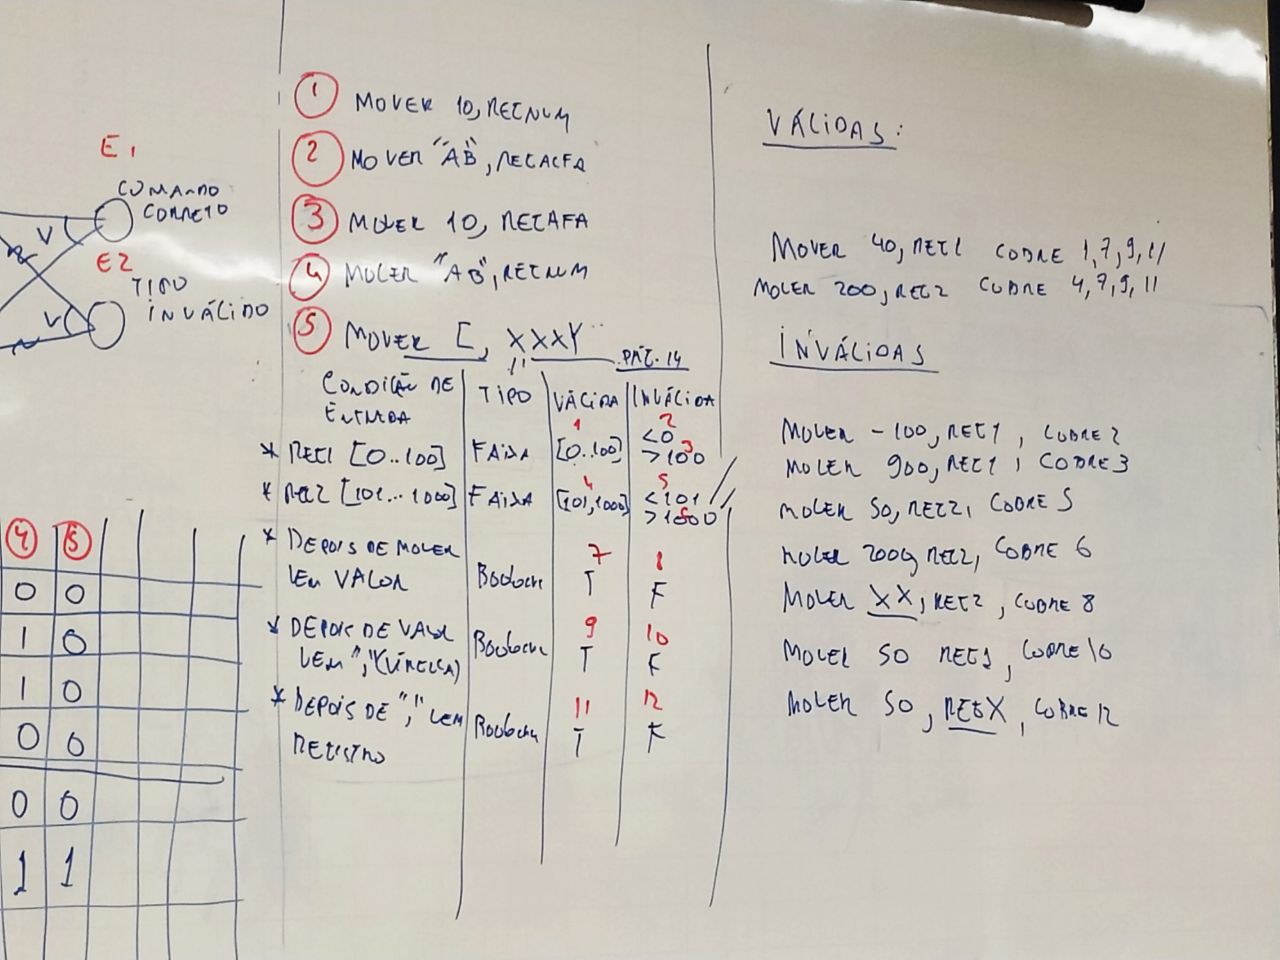 E1
COMANDO
CORRETO
V
E2
TIPO
INVÁLIDO
V
4 5
0 0
1 0
1 0
0 0
0 0
1 1
1 MOVER 10, REGNUM
2 MOVER "AB", REGALFA
3 MOVER 10, REGAFA
4 MOVER "AB", REGNUM
5 MOVER [, XXXY
PÁG. 14
CONDIÇÃO DE ENTRADA TIPO VÁLIDA INVÁLIDA
* REG1 [0..100] FAIXA 1 [0..100] 2 <0
3 >100
* REG2 [101...1000] FAIXA 4 [101,1000] 5 <101
6 >1000
* DEPOIS DE MOVER
VEM VALOR Booleana 7 T 8 F
* DEPOIS DE VALOR
VEM "," (VÍRGULA) Booleana 9 T 10 F
* DEPOIS DE "," VEM
REGISTRO Booleana 11 T 12 F
VÁLIDAS:
MOVER 40, REG1 COBRE 1,7,9,11
MOVER 200, REG2 COBRE 4,7,9,11
INVÁLIDAS
MOVER -100, REG1, COBRE 2
MOVER 900, REG1, COBRE 3
MOVER 50, REG2, COBRE 5
MOVER 2000, REG2, COBRE 6
MOVER XX, REG2, COBRE 8
MOVER 50 REG1, COBRE 10
MOVER 50, REGX, COBRE 12